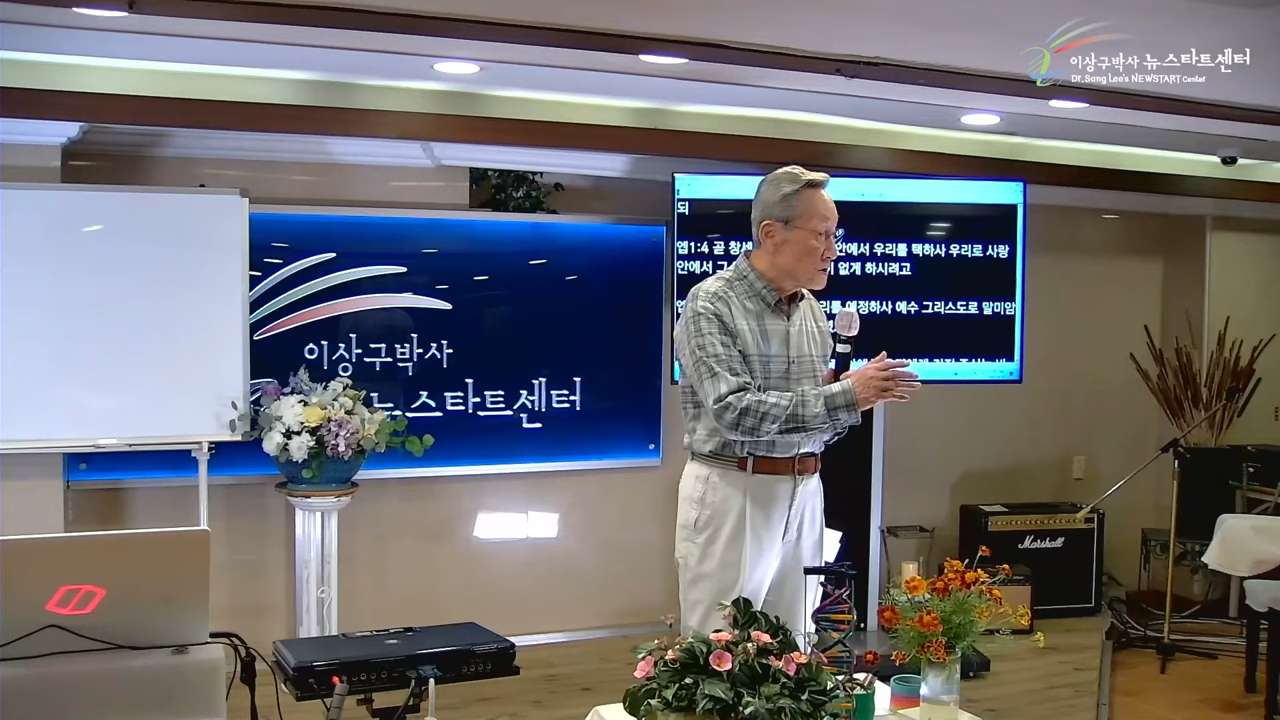 이상구박사 뉴스타트센터
Dr. Sang Lee's NEWSTART Center
되
엡1:4 곧 창세 안에서 우리를 택하사 우리로 사랑
안에서 그 없게 하시려고
예정하사 예수 그리스도로 말미암
이상구박사
뉴스타트센터
Marshall